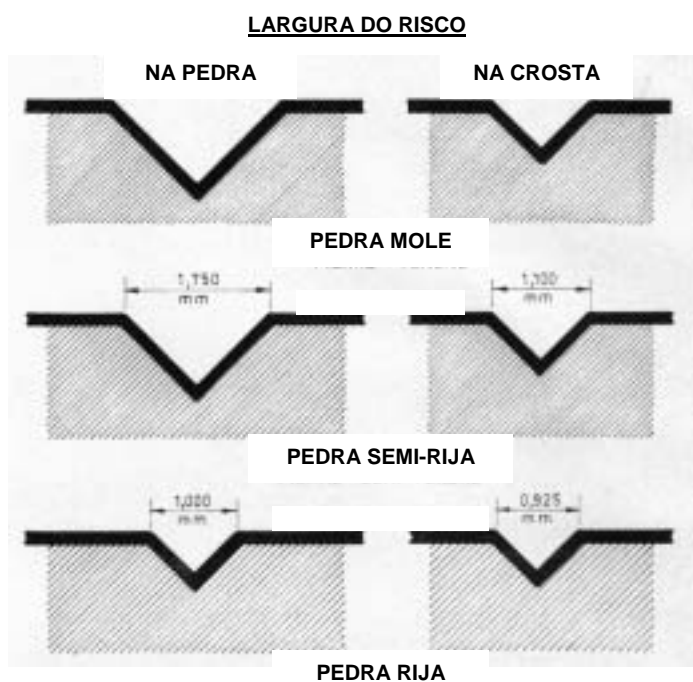 LARGURA DO RISCO
NA PEDRA NA CROSTA
PEDRA MOLE
1,750 1,100
mm mm
PEDRA SEMI-RIJA
1,000 0,925
mm mm
PEDRA RIJA